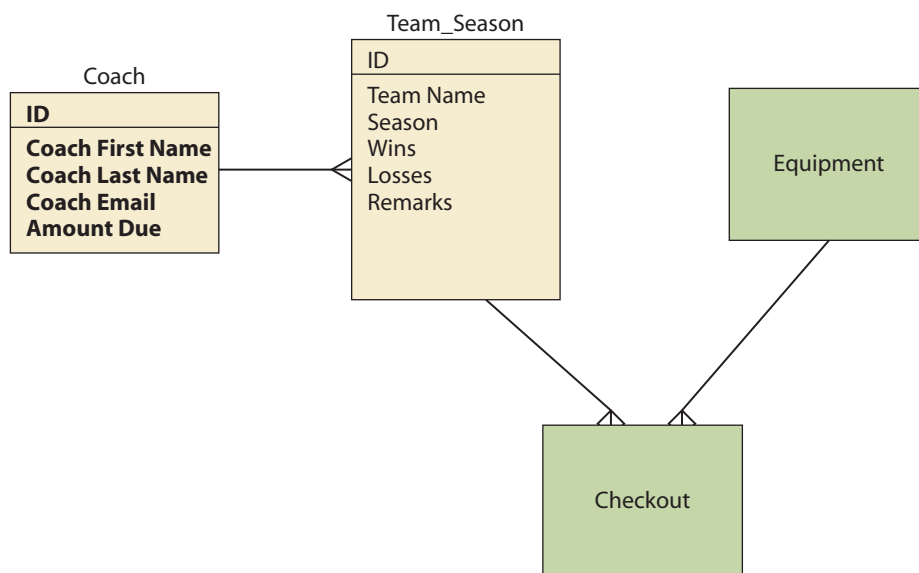 Team_Season
ID
Team Name
Season
Wins
Losses
Remarks
Coach
ID
Coach First Name
Coach Last Name
Coach Email
Amount Due
Equipment
Checkout